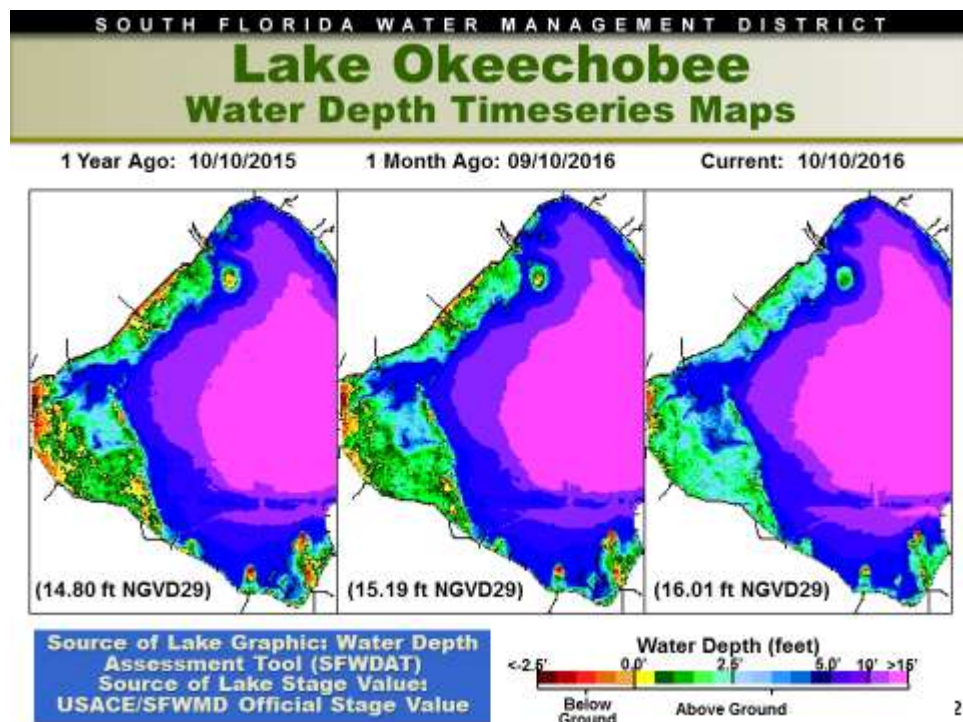 SOUTH FLORIDA WATER MANAGEMENT DISTRICT
Lake Okeechobee
Water Depth Timeseries Maps
1 Year Ago: 10/10/2015
1 Month Ago: 09/10/2016
Current: 10/10/2016
(14.80 ft NGVD29)
(15.19 ft NGVD29)
(16.01 ft NGVD29)
Source of Lake Graphic: Water Depth
Assessment Tool (SFWDAT)
Source of Lake Stage Value:
USACE/SFWMD Official Stage Value
Water Depth (feet)
<-2.5' 0.0' 2.5' 5.0' 10' >15'
Below
Ground
Above Ground
2